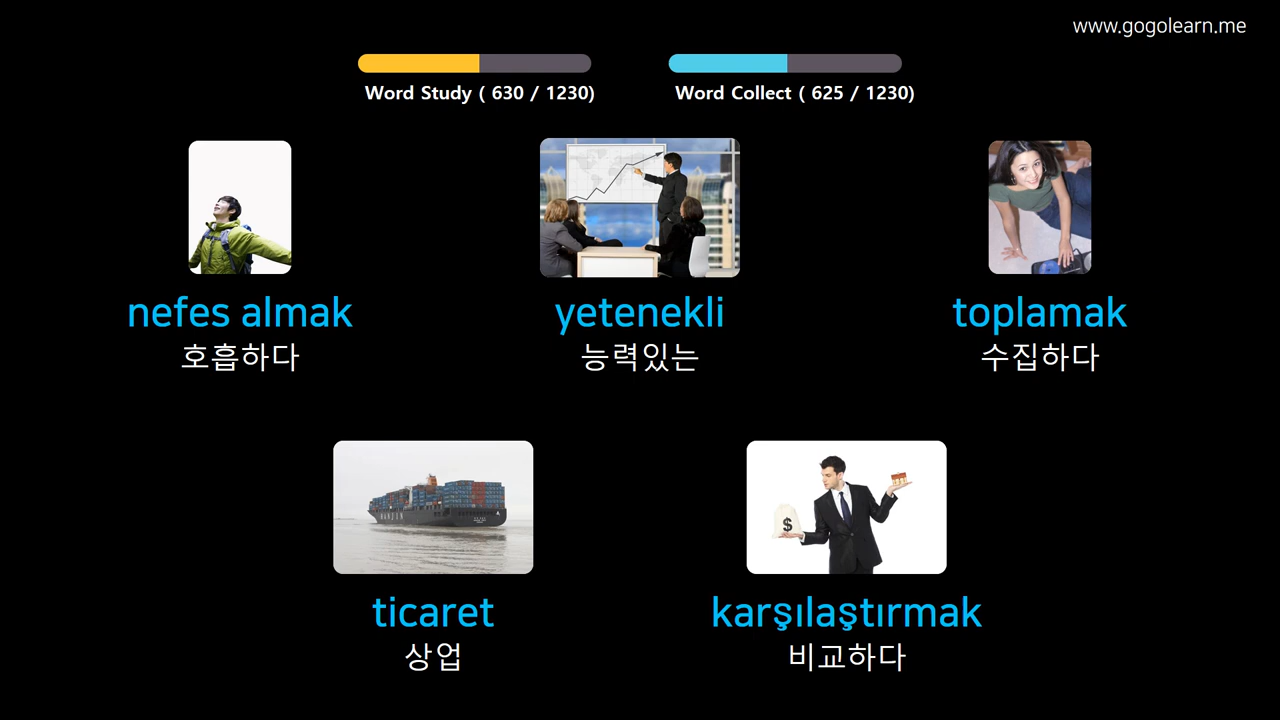 www.gogolearn.me
Word Study ( 630 / 1230)
Word Collect ( 625 / 1230)
nefes almak
호흡하다
yetenekli
능력있는
toplamak
수집하다
ticaret
상업
karşılaştırmak
비교하다
$